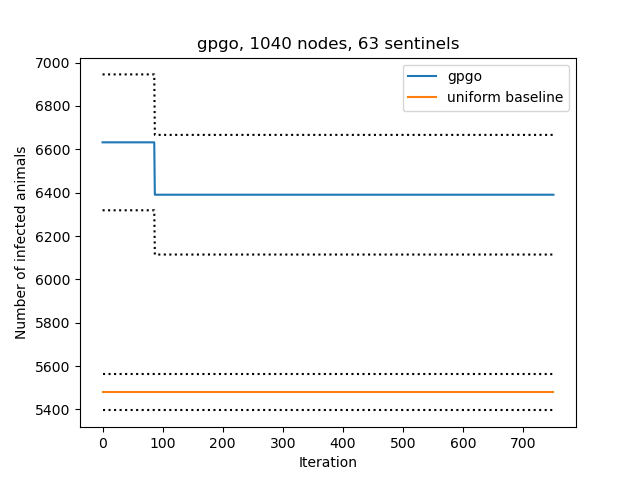 gpgo, 1040 nodes, 63 sentinels
gpgo
uniform baseline
Number of infected animals
7000
6800
6600
6400
6200
6000
5800
5600
5400
0 100 200 300 400 500 600 700
Iteration